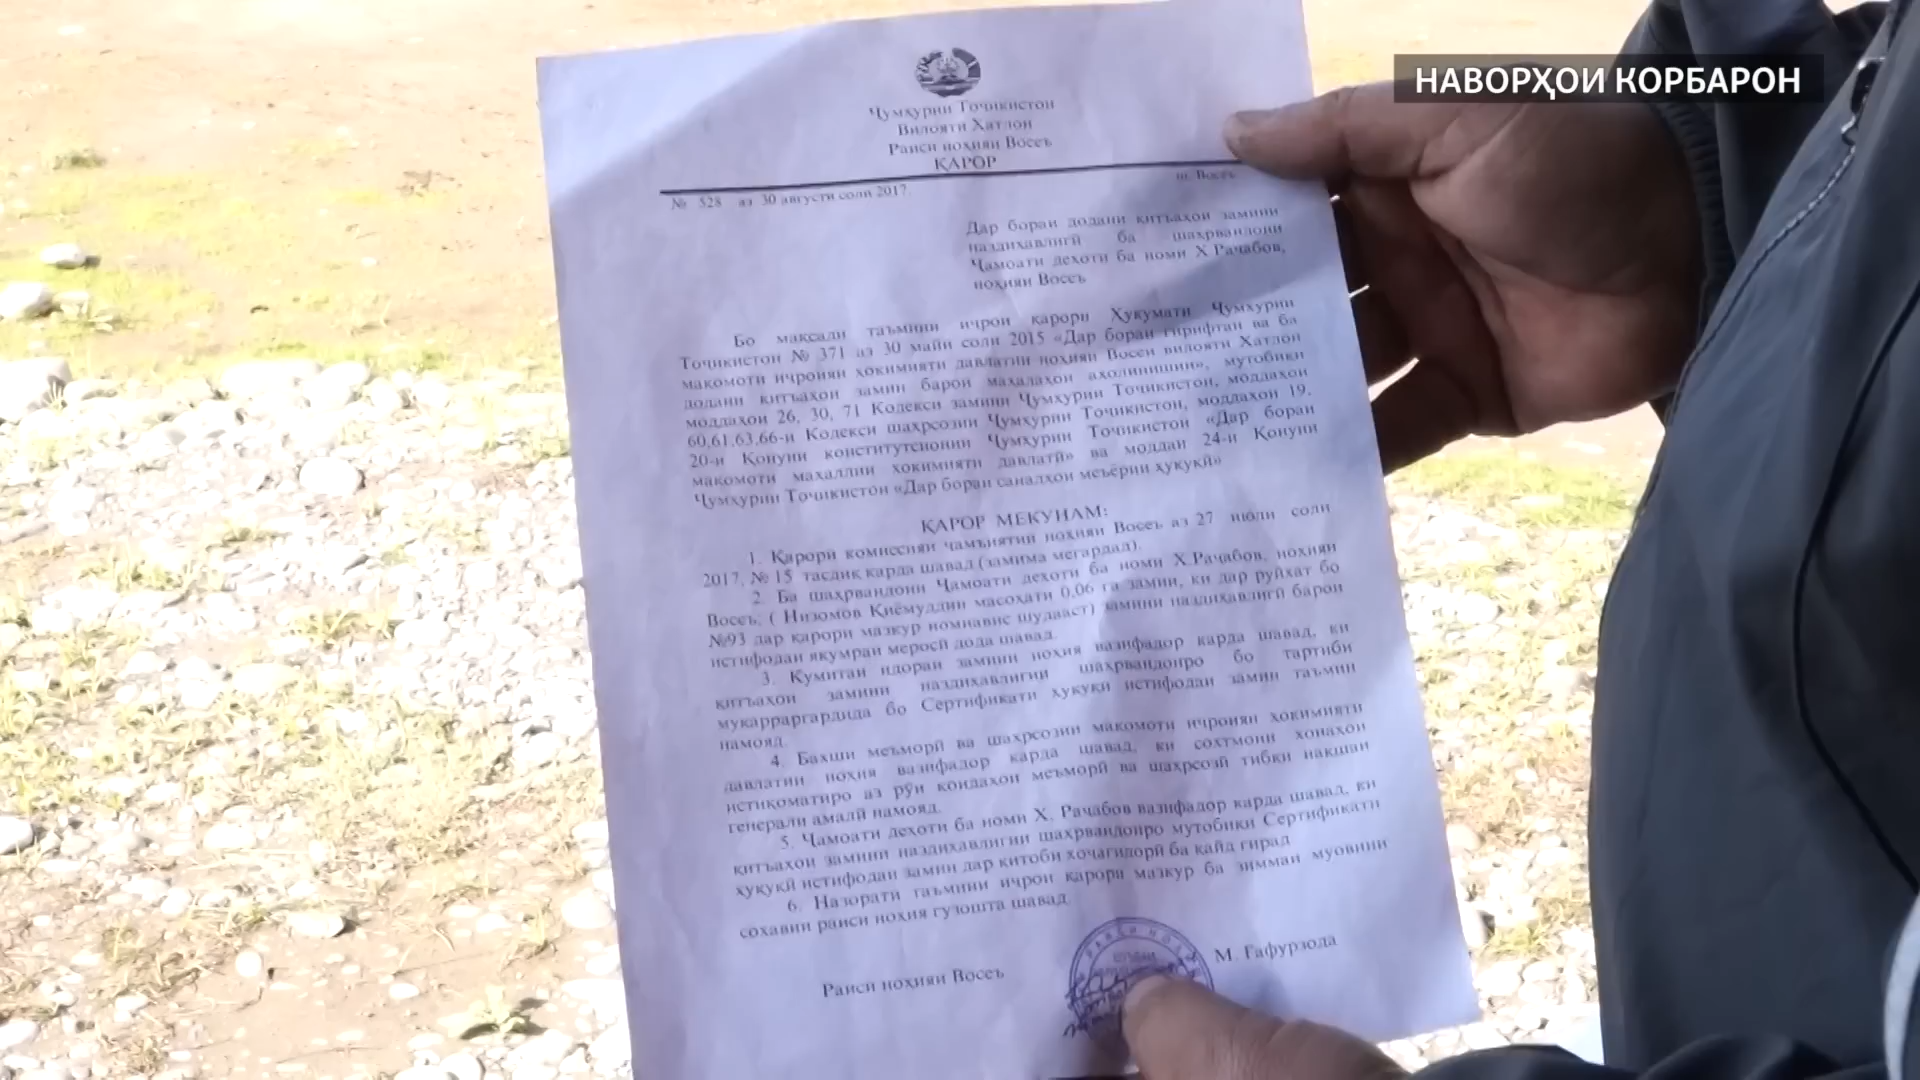 НАВОРҲОИ КОРБАРОН
Ҷумҳурии Тоҷикистон
Вилояти Хатлон
Раиси ноҳияи Восеъ
ҚАРОР
№ 528 аз 30 августи соли 2017. ш. Восеъ
Дар бораи додани қитъаҳои замини
наздиҳавлигӣ ба шаҳрвандони
Ҷамоати деҳоти ба номи Х Раҷабов,
ноҳияи Восеъ
Бо мақсади таъмини иҷрои қарори Ҳукумати Ҷумҳурии
Тоҷикистон № 371 аз 30 майи соли 2015 «Дар бораи гирифтан ва ба
мақомоти иҷроияи ҳокимияти давлатии ноҳияи Восеи вилояти Хатлон
додани қитъаҳои замин барои маҳалаҳои аҳолинишин», мутобиқи
моддаҳои 26, 30, 71 Кодекси замини Ҷумҳурии Тоҷикистон, моддаҳои
60,61,63,66-и Кодекси шаҳрсозии Ҷумҳурии Тоҷикистон, моддаҳои 19,
20-и Қонуни конститутсионии Ҷумҳурии Тоҷикистон «Дар бораи
мақомоти маҳаллии ҳокимияти давлатӣ» ва моддаи 24-и Қонуни
Ҷумҳурии Тоҷикистон «Дар бораи санадҳои меъёрии ҳуқуқӣ»
ҚАРОР МЕКУНАМ:
1. Қарори комиссияи ҷамъиятии ноҳияи Восеъ аз 27 июли соли
2017, № 15 тасдиқ карда шавад (замима мегардад).
2. Ба шаҳрвандони Ҷамоати деҳоти ба номи Х.Раҷабов, ноҳияи
Восеъ, ( Низомов Қиёмуддин масоҳати 0,06 га замин, ки дар руйхат бо
№93 дар қарори мазкур номнавис шудааст) замини наздиҳавлигӣ барои
истифодаи якумраи меросӣ дода шавад.
3. Кумитаи идораи замини ноҳия вазифадор карда шавад, ки
қитъаҳои замини наздиҳавлигии шаҳрвандонро бо тартиби
муқарраргардида бо Сертификати ҳуқуқи истифодаи замин таъмин
намояд.
4. Бахши меъморӣ ва шаҳрсозии мақомоти иҷроияи ҳокимияти
давлатии ноҳия вазифадор карда шавад, ки сохтмони хонаҳои
истиқоматиро аз рӯи қоидаҳои меъморӣ ва шаҳрсозӣ тибқи нақшаи
генералӣ амалӣ намояд.
5. Ҷамоати деҳоти ба номи Х. Раҷабов вазифадор карда шавад, ки
қитъаҳои замини наздиҳавлигии шаҳрвандонро мутобиқи Сертификати
ҳуқуқӣ истифодаи замин дар китоби хоҷагидорӣ ба қайд гирад
6. Назорати таъмини иҷрои қарори мазкур ба зиммаи муовини
соҳавии раиси ноҳия гузошта шавад.
Раиси ноҳияи Восеъ М. Ғафурзода